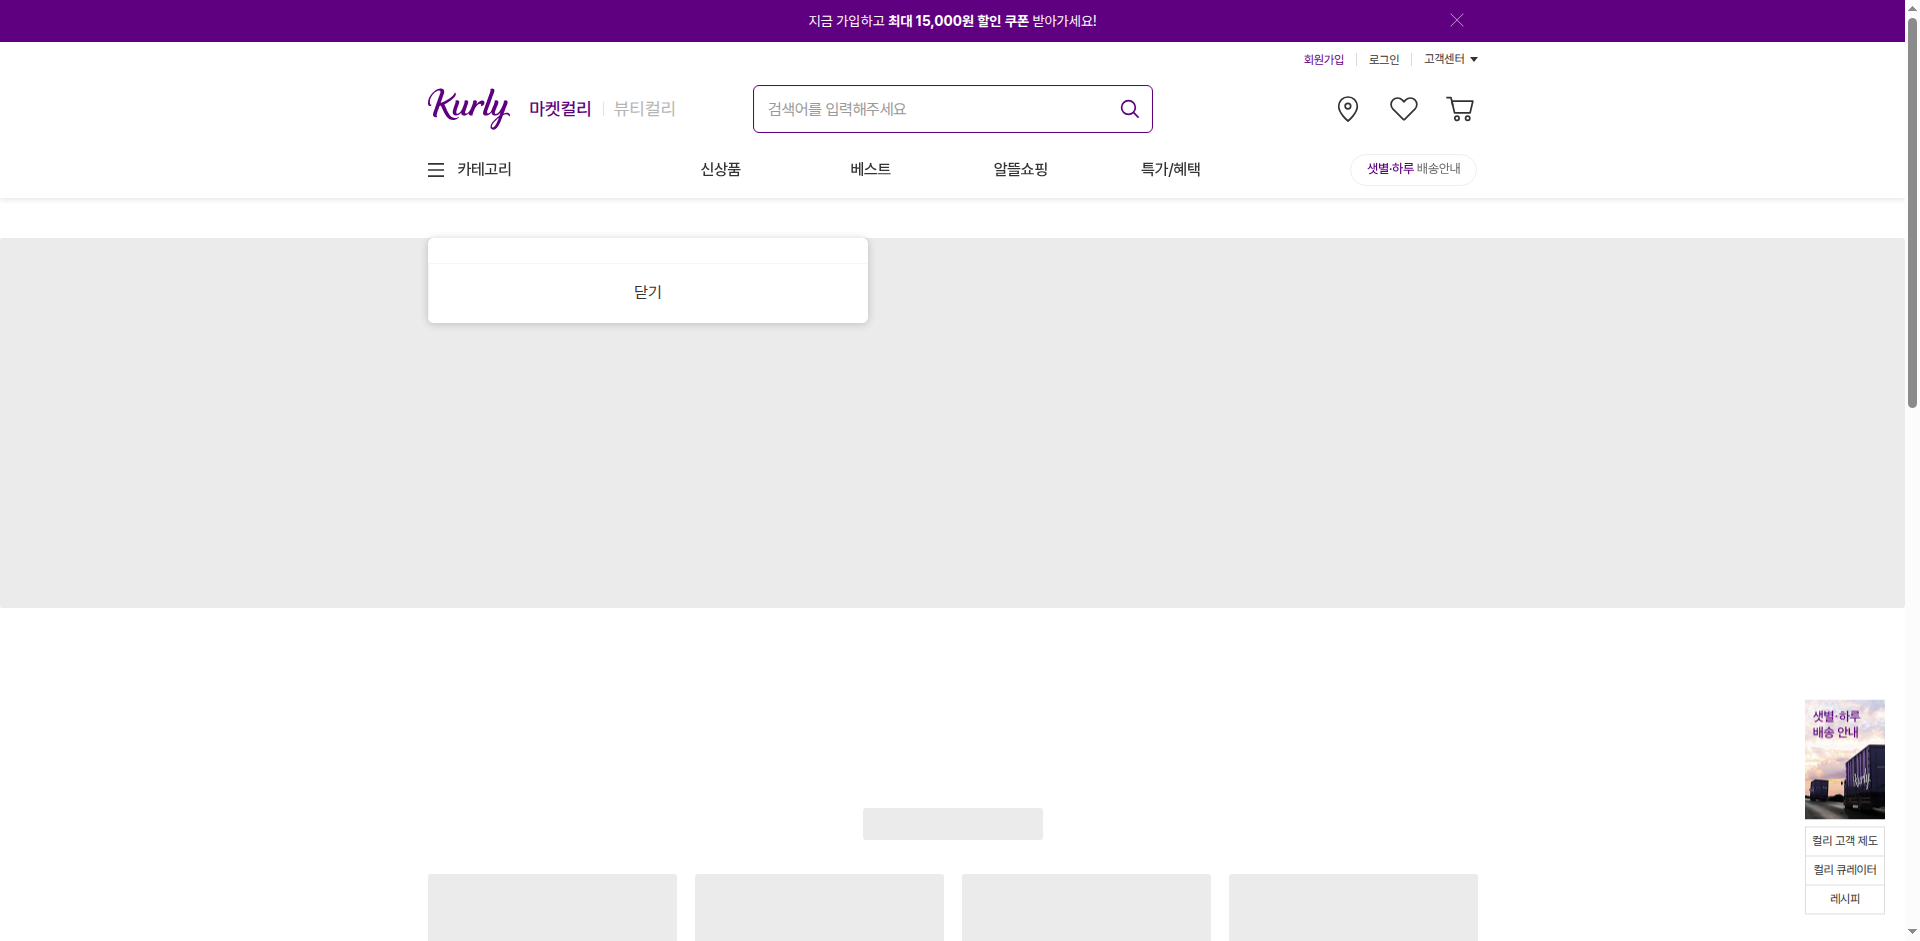 지금 가입하고 최대 15,000원 할인 쿠폰 받아가세요!
회원가입
로그인
고객센터
Kurly
마켓컬리
뷰티컬리
검색어를 입력해주세요
카테고리
신상품
베스트
알뜰쇼핑
특가/혜택
샛별·하루 배송안내
닫기
샛별·하루
배송 안내
Kurly
컬리 고객 제도
컬리 큐레이터
레시피